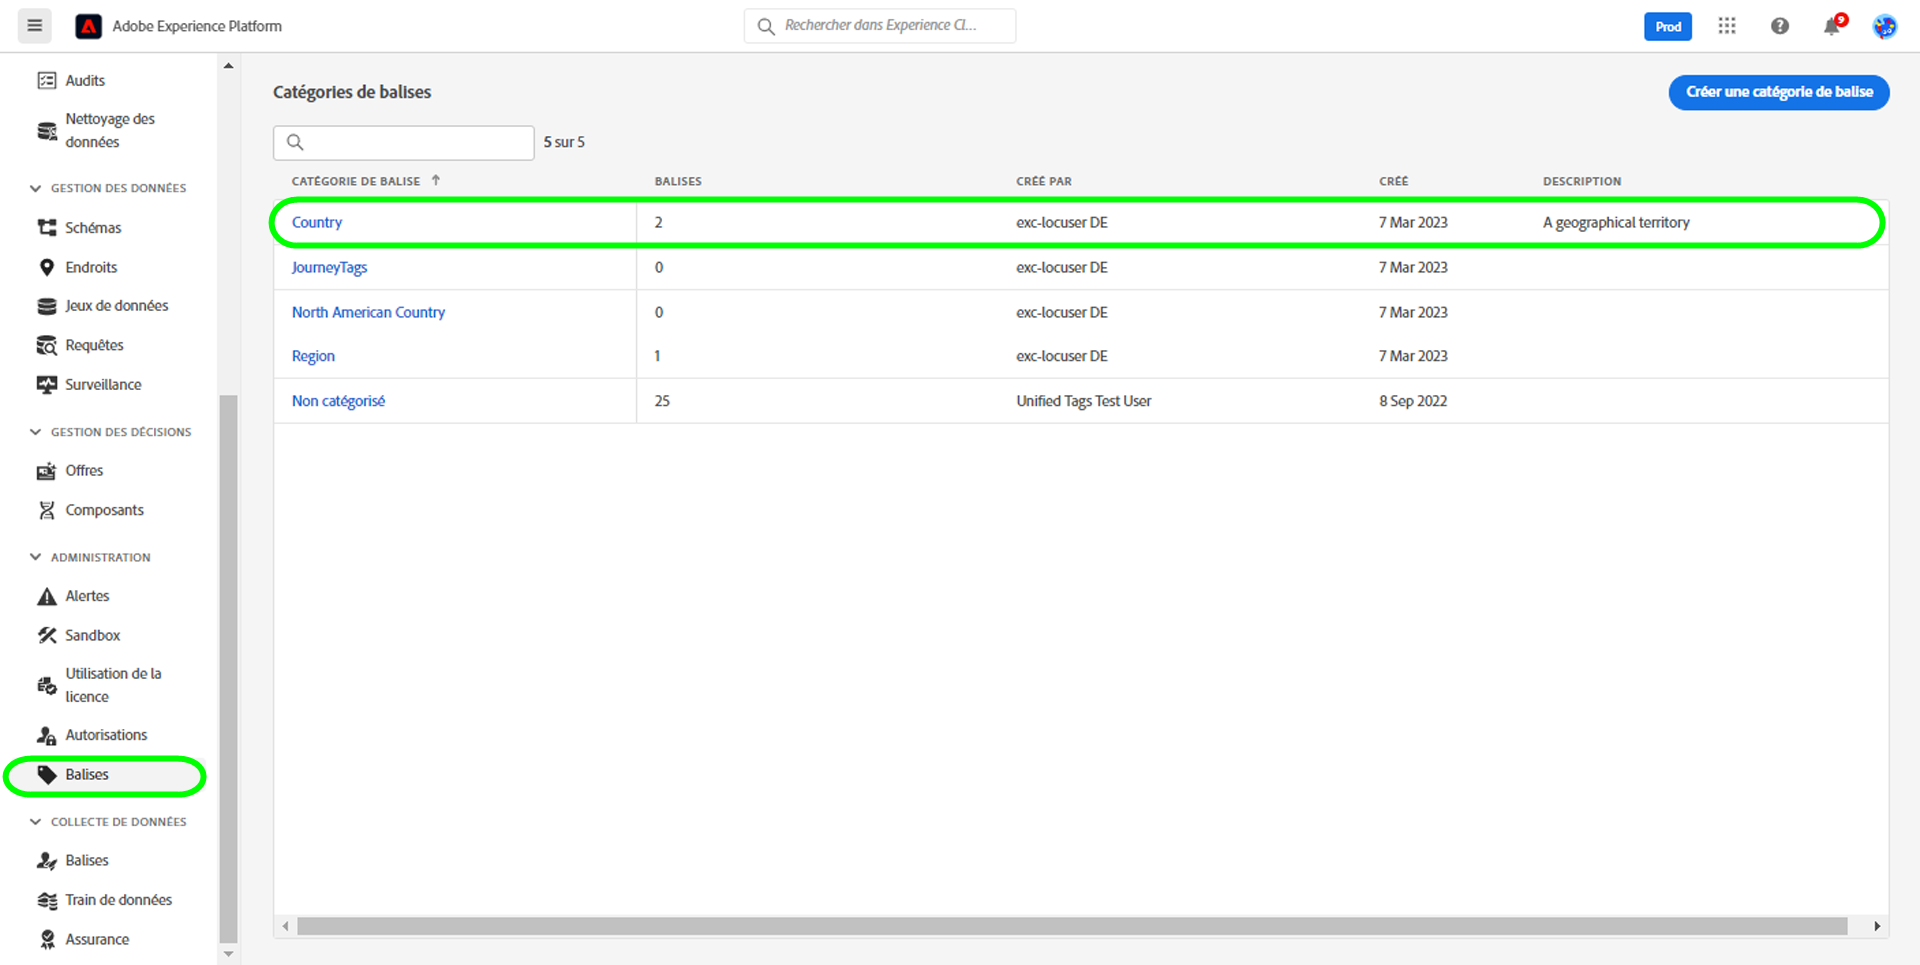 Adobe Experience Platform
Rechercher dans Experience Cl...
Prod
9
Audits
Nettoyage des
données
GESTION DES DONNÉES
Schémas
Endroits
Jeux de données
Requêtes
Surveillance
GESTION DES DÉCISIONS
Offres
Composants
ADMINISTRATION
Alertes
Sandbox
Utilisation de la
licence
Autorisations
Balises
COLLECTE DE DONNÉES
Balises
Train de données
Assurance
Catégories de balises
Créer une catégorie de balise
5 sur 5
CATÉGORIE DE BALISE BALISES CRÉÉ PAR CRÉÉ DESCRIPTION
Country 2 exc-locuser DE 7 Mar 2023 A geographical territory
JourneyTags 0 exc-locuser DE 7 Mar 2023
North American Country 0 exc-locuser DE 7 Mar 2023
Region 1 exc-locuser DE 7 Mar 2023
Non catégorisé 25 Unified Tags Test User 8 Sep 2022